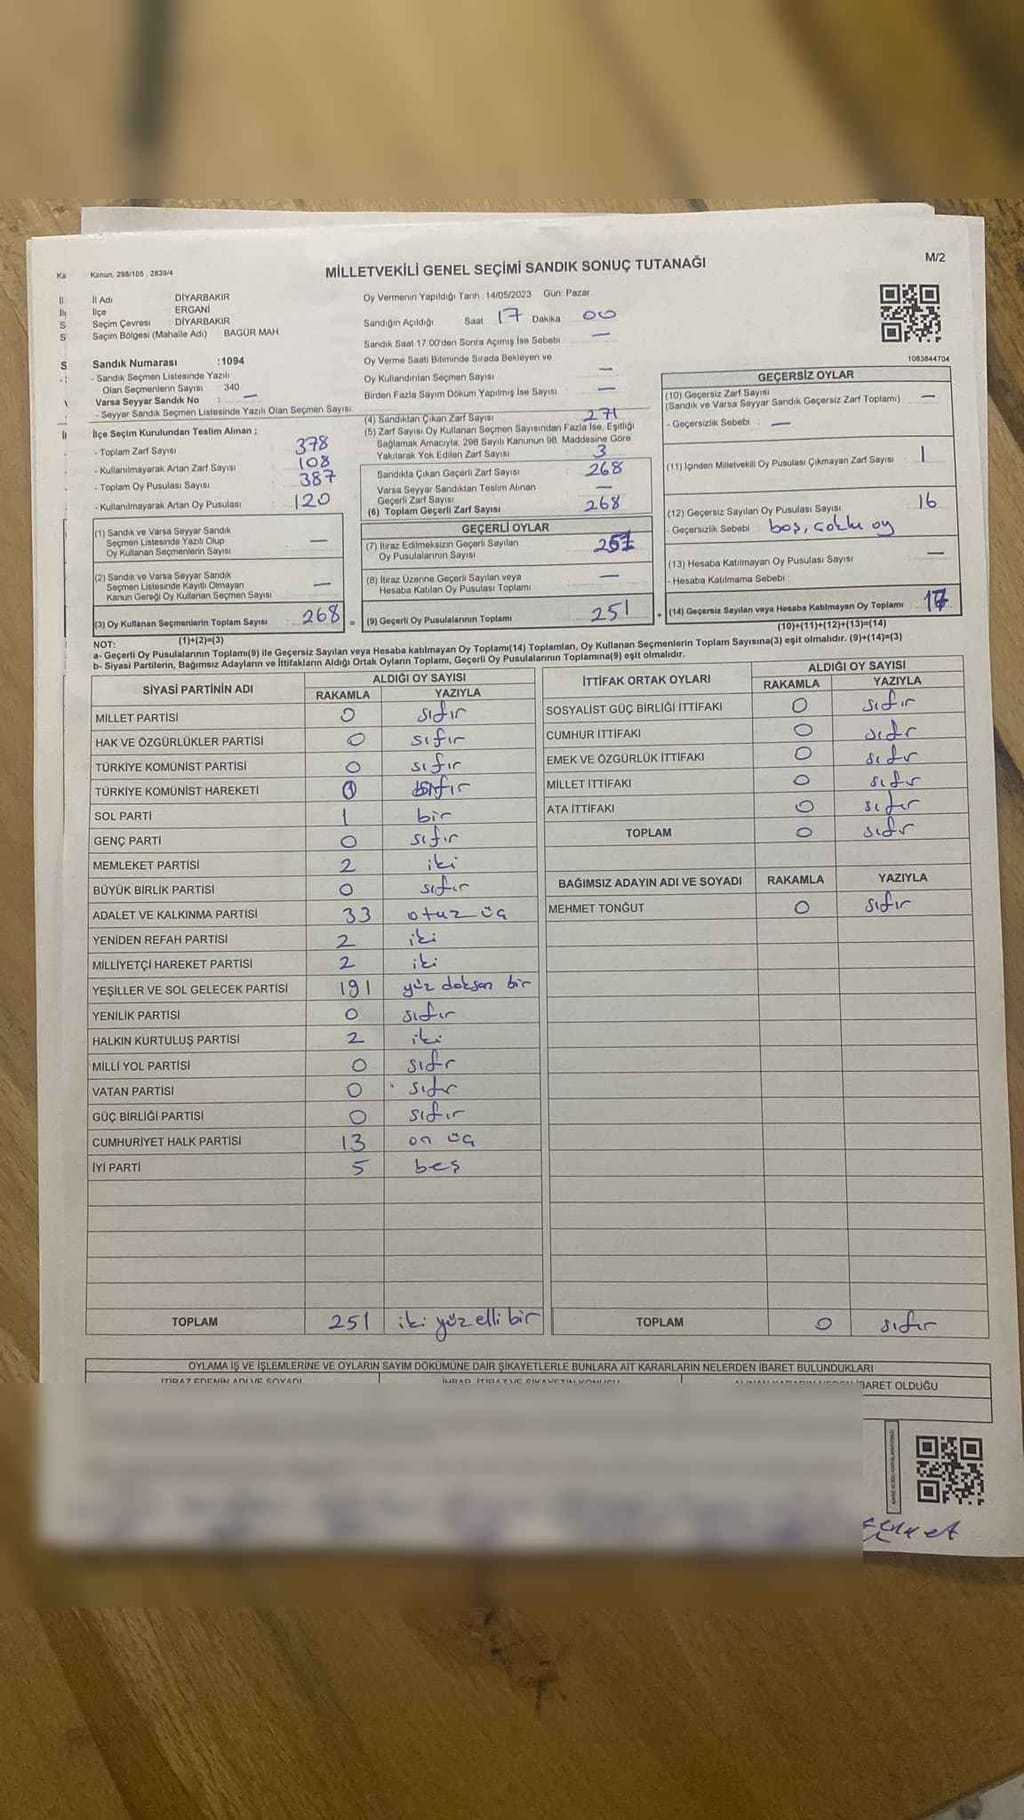 Ka Kanun, 298/105 , 2839/4
MİLLETVEKİLİ GENEL SEÇİMİ SANDIK SONUÇ TUTANAĞI
M/2
İl Adı DİYARBAKIR
İlçe ERGANİ
Seçim Çevresi DİYARBAKIR
Seçim Bölgesi (Mahalle Adı) BAGÜR MAH
Oy Vermenin Yapıldığı Tarih 14/05/2023 Gün: Pazar
Sandığın Açıldığı Saat 17 Dakika 00
Sandık Saat 17.00'den Sonra Açımış İse Sebebi —
Oy Verme Saati Bitiminde Sırada Bekleyen ve
Oy Kullandırılan Seçmen Sayısı —
Birden Fazla Sayım Döküm Yapılmış İse Sayısı —
1083844704
Sandık Numarası :1094
- Sandık Seçmen Listesinde Yazılı
Olan Seçmenlerin Sayısı 340
Varsa Seyyar Sandık No —
- Seyyar Sandık Seçmen Listesinde Yazılı Olan Seçmen Sayısı
İlçe Seçim Kurulundan Teslim Alınan ;
- Toplam Zarf Sayısı 378
- Kullanılmayarak Artan Zarf Sayısı 108
- Toplam Oy Pusulası Sayısı 387
- Kullanılmayarak Artan Oy Pusulası 120
(1) Sandık ve Varsa Seyyar Sandık
Seçmen Listesinde Yazılı Olup
Oy Kullanan Seçmenlerin Sayısı —
(2) Sandık ve Varsa Seyyar Sandık
Seçmen Listesinde Kayıtlı Olmayan
Kanun Gereği Oy Kullanan Seçmen Sayısı —
(3) Oy Kullanan Seçmenlerin Toplam Sayısı 268 =
(4) Sandıktan Çıkan Zarf Sayısı 271
(5) Zarf Sayısı Oy Kullanan Seçmen Sayısından Fazla İse, Eşitliği
Sağlamak Amacıyla, 298 Sayılı Kanunun 98. Maddesine Göre
Yakılarak Yok Edilen Zarf Sayısı 3
Sandıkta Çıkan Geçerli Zarf Sayısı 268
Varsa Seyyar Sandıktan Teslim Alınan
Geçerli Zarf Sayısı —
(6) Toplam Geçerli Zarf Sayısı 268
GEÇERLİ OYLAR
(7) İtiraz Edilmeksizin Geçerli Sayılan
Oy Pusulalarının Sayısı 251
(8) İtiraz Üzerine Geçerli Sayılan veya
Hesaba Katılan Oy Pusulası Toplamı —
(9) Geçerli Oy Pusulalarının Toplamı 251 +
GEÇERSİZ OYLAR
(10) Geçersiz Zarf Sayısı
(Sandık ve Varsa Seyyar Sandık Geçersiz Zarf Toplamı) —
- Geçersizlik Sebebi —
(11) İçinden Milletvekili Oy Pusulası Çıkmayan Zarf Sayısı 1
(12) Geçersiz Sayılan Oy Pusulası Sayısı 16
- Geçersizlik Sebebi boş, çoklu oy
(13) Hesaba Katılmayan Oy Pusulası Sayısı —
- Hesaba Katılmama Sebebi
(14) Geçersiz Sayılan veya Hesaba Katılmayan Oy Toplamı 17
(1)+(2)=(3)
(10)+(11)+(12)+(13)=(14)
NOT:
a- Geçerli Oy Pusulalarının Toplamı(9) ile Geçersiz Sayılan veya Hesaba katılmayan Oy Toplamı(14) Toplamları, Oy Kullanan Seçmenlerin Toplam Sayısına(3) eşit olmalıdır. (9)+(14)=(3)
b- Siyasi Partilerin, Bağımsız Adayların ve İttifakların Aldığı Ortak Oyların Toplamı, Geçerli Oy Pusulalarının Toplamına(9) eşit olmalıdır.
SİYASİ PARTİNİN ADI ALDIĞI OY SAYISI
RAKAMLA YAZIYLA
MİLLET PARTİSİ 0 sıfır
HAK VE ÖZGÜRLÜKLER PARTİSİ 0 sıfır
TÜRKİYE KOMÜNİST PARTİSİ 0 sıfır
TÜRKİYE KOMÜNİST HAREKETİ 0 sıfır
SOL PARTİ 1 bir
GENÇ PARTİ 0 sıfır
MEMLEKET PARTİSİ 2 iki
BÜYÜK BİRLİK PARTİSİ 0 sıfır
ADALET VE KALKINMA PARTİSİ 33 otuz üç
YENİDEN REFAH PARTİSİ 2 iki
MİLLİYETÇİ HAREKET PARTİSİ 2 iki
YEŞİLLER VE SOL GELECEK PARTİSİ 191 yüz doksan bir
YENİLİK PARTİSİ 0 sıfır
HALKIN KURTULUŞ PARTİSİ 2 iki
MİLLİ YOL PARTİSİ 0 sıfır
VATAN PARTİSİ 0 sıfır
GÜÇ BİRLİĞİ PARTİSİ 0 sıfır
CUMHURİYET HALK PARTİSİ 13 on üç
İYİ PARTİ 5 beş
TOPLAM 251 iki yüz elli bir
İTTİFAK ORTAK OYLARI ALDIĞI OY SAYISI
RAKAMLA YAZIYLA
SOSYALİST GÜÇ BİRLİĞİ İTTİFAKI 0 sıfır
CUMHUR İTTİFAKI 0 sıfır
EMEK VE ÖZGÜRLÜK İTTİFAKI 0 sıfır
MİLLET İTTİFAKI 0 sıfır
ATA İTTİFAKI 0 sıfır
TOPLAM 0 sıfır
BAĞIMSIZ ADAYIN ADI VE SOYADI RAKAMLA YAZIYLA
MEHMET TONĞUT 0 sıfır
TOPLAM 0 sıfır
OYLAMA İŞ VE İŞLEMLERİNE VE OYLARIN SAYIM DÖKÜMÜNE DAİR ŞİKAYETLERLE BUNLARA AİT KARARLARIN NELERDEN İBARET BULUNDUKLARI
İTİRAZ EDENİN ADI VE SOYADI
İBARET OLDUĞU